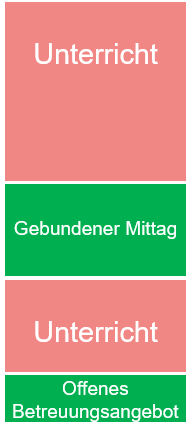 Unterricht
Gebundener Mittag
Unterricht
Offenes
Betreuungsangebot